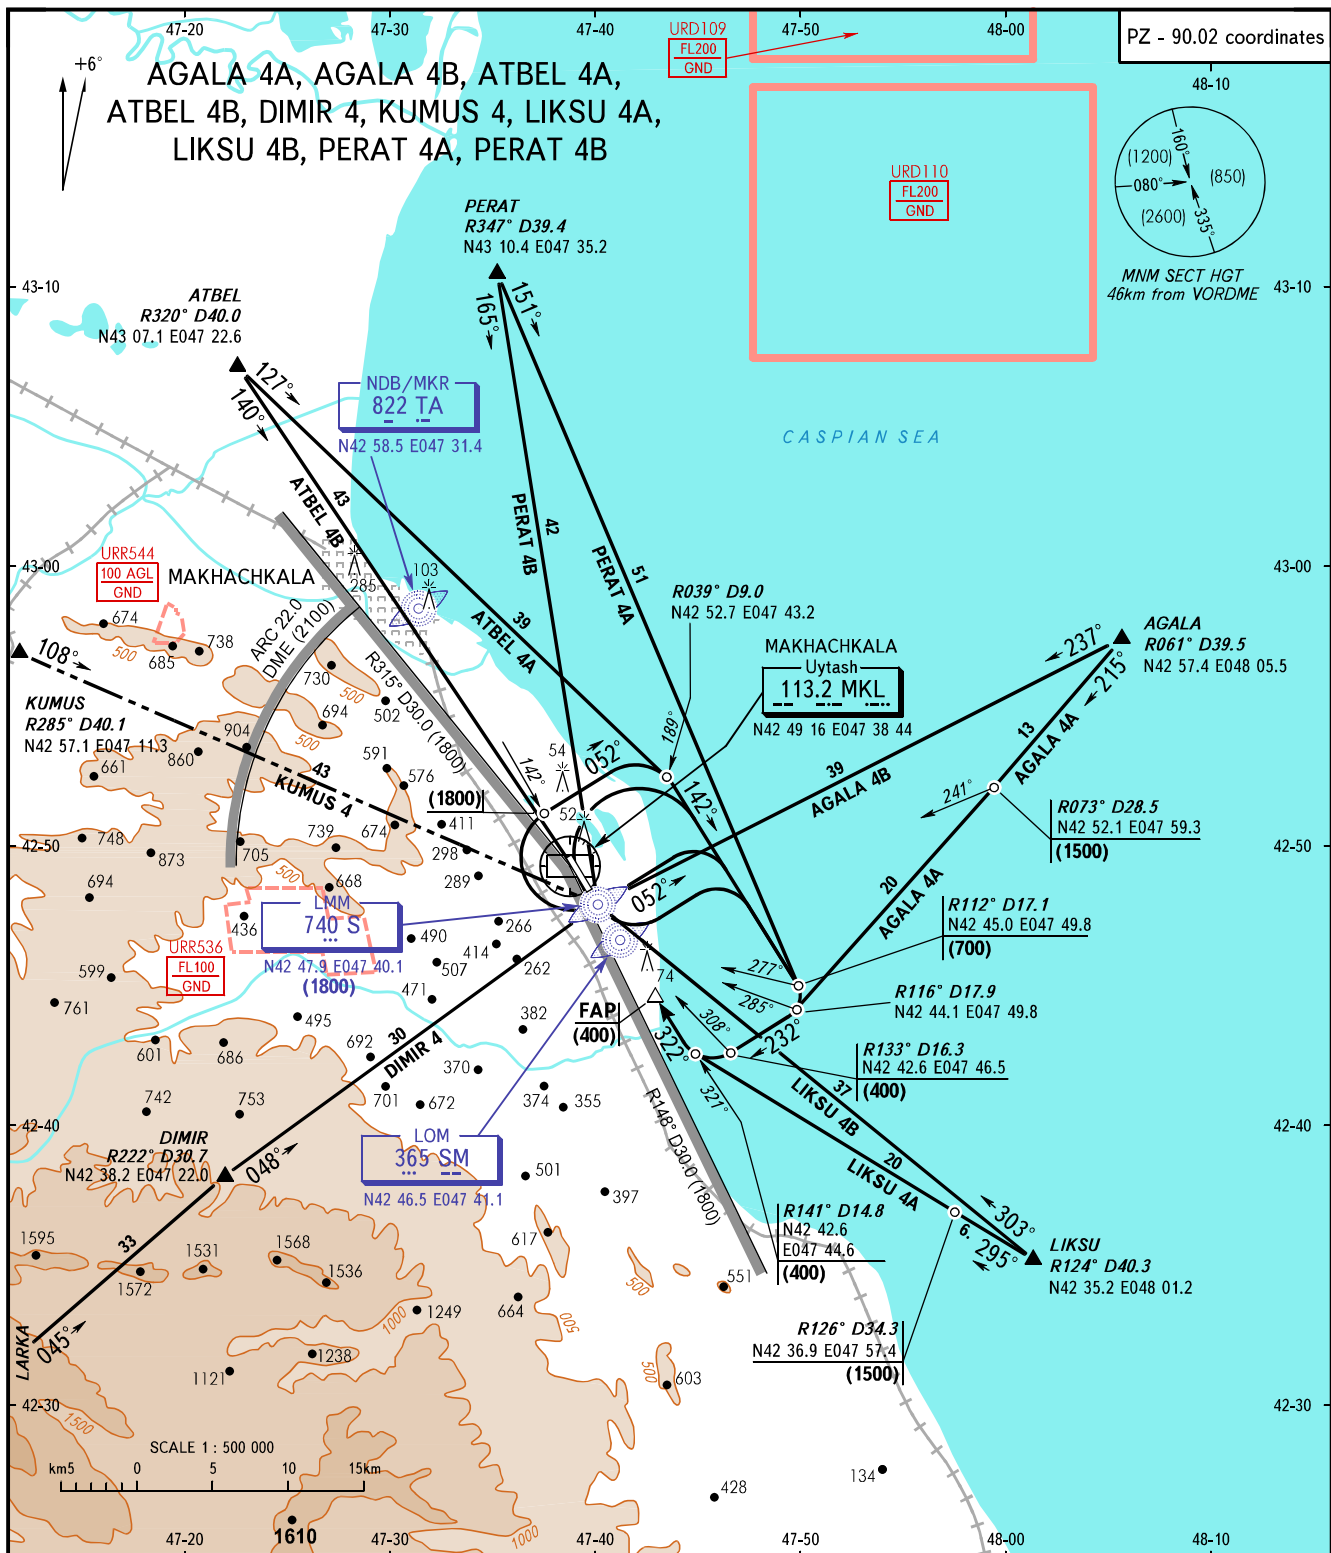 47-20
47-30
47-40
47-50
48-00
PZ - 90.02 coordinates
48-10
+6°
AGALA 4A, AGALA 4B, ATBEL 4A,
ATBEL 4B, DIMIR 4, KUMUS 4, LIKSU 4A,
LIKSU 4B, PERAT 4A, PERAT 4B
URD109
FL200
GND
URD110
FL200
GND
160°
(1200)
080°
(850)
(2600)
335°
MNM SECT HGT
46km from VORDME
PERAT
R347° D39.4
N43 10.4 E047 35.2
43-10
43-10
ATBEL
R320° D40.0
N43 07.1 E047 22.6
165°
151°
127°
140°
NDB/MKR
822 TA
N42 58.5 E047 31.4
CASPIAN SEA
43
ATBEL 4B
42
PERAT 4B
51
PERAT 4A
39
ATBEL 4A
43-00
43-00
URR544
100 AGL
GND
MAKHACHKALA
285
103
674
500
685
738
ARC 22.0
DME (2100)
730
500
694
500
502
R315° D30.0 (1800)
R039° D9.0
N42 52.7 E047 43.2
MAKHACHKALA
Uytash
113.2 MKL
N42 49 16 E047 38 44
AGALA
R061° D39.5
N42 57.4 E048 05.5
237°
215°
13
AGALA 4A
39
AGALA 4B
108°
KUMUS
R285° D40.1
N42 57.1 E047 11.3
43
KUMUS 4
904
860
661
591
576
54
142°
052°
189°
142°
(1800)
52
241°
R073° D28.5
N42 52.1 E047 59.3
(1500)
42-50
42-50
748
873
705
739
674
411
298
289
694
668
500
436
LMM
740 S
N42 47.9 E047 40.1
(1800)
URR536
FL100
GND
490
266
414
507
262
471
052°
20
AGALA 4A
R112° D17.1
N42 45.0 E047 49.8
(700)
277°
285°
R116° D17.9
N42 44.1 E047 49.8
599
761
74
FAP
(400)
308°
232°
322°
321°
R133° D16.3
N42 42.6 E047 46.5
(400)
495
382
601
686
692
30
DIMIR 4
370
742
753
701
672
374
355
42-40
42-40
37
LIKSU 4B
20
LIKSU 4A
R148° D30.0 (1800)
DIMIR
R222° D30.7
N42 38.2 E047 22.0
048°
LOM
365 SM
N42 46.5 E047 41.1
501
397
R141° D14.8
N42 42.6
E047 44.6
(400)
303°
6.
295°
LIKSU
R124° D40.3
N42 35.2 E048 01.2
1595
33
1531
1572
1568
1536
617
500
551
1249
1000
664
500
R126° D34.3
N42 36.9 E047 57.4
(1500)
LARKA
045°
1238
1121
500
603
42-30
42-30
1500
SCALE 1 : 500 000
km5
0
5
10
15km
428
134
1610
1000
47-20
47-30
47-40
47-50
48-00
48-10